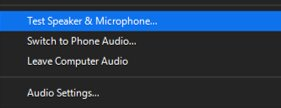 Test Speaker & Microphone...
Switch to Phone Audio...
Leave Computer Audio
Audio Settings...